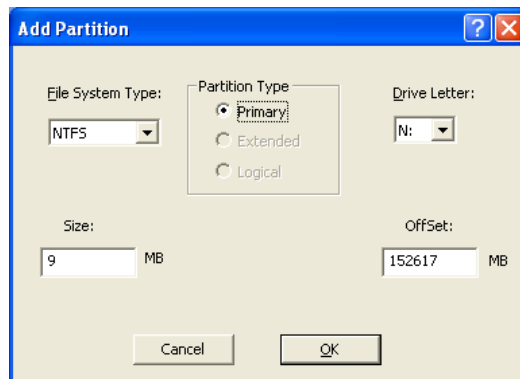 Add Partition
File System Type:
NTFS
Partition Type
Primary
Extended
Logical
Drive Letter:
N:
Size:
9 MB
OffSet:
152617 MB
Cancel
OK